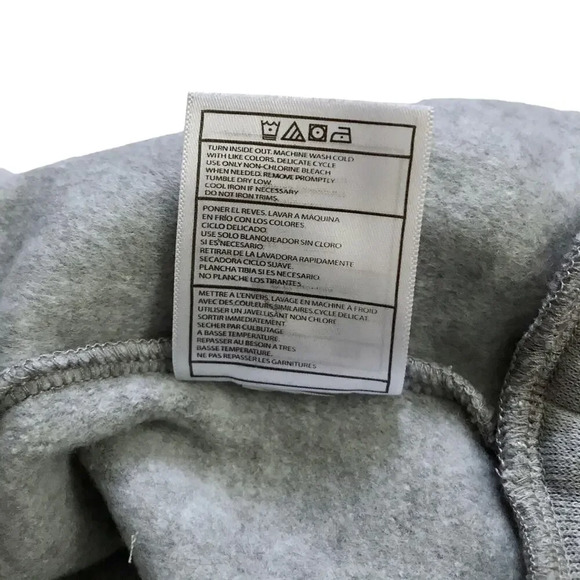 TURN INSIDE OUT. MACHINE WASH COLD
WITH LIKE COLORS. DELICATE CYCLE
USE ONLY NON-CHLORINE BLEACH
WHEN NEEDED. REMOVE PROMPTLY
TUMBLE DRY LOW.
COOL IRON IF NECESSARY
DO NOT IRON TRIMS.
PONER EL REVES. LAVAR A MAQUINA
EN FRIO CON LOS COLORES.
CICLO DELICADO.
USE SOLO BLANQUEADOR SIN CLORO
SI ES NECESARIO.
RETIRAR DE LA LAVADORA RAPIDAMENTE
SECADORA CICLO SUAVE.
PLANCHA TIBIA SI ES NECESARIO
NO PLANCHE LOS TIRANTES.
METTRE A L'ENVERS, LAVAGE EN MACHINE A FROID
AVEC DES COULEURS SIMILAIRES CYCLE DELICAT.
UTILISER UN JAVELLISANT NON CHLORE
SORTIR IMMEDIATEMENT
SECHER PAR CULBUTAGE
A BASSE TEMPERATURE
REPASSER AU BESOIN A TRES
BASSE TEMPERATURE.
NE PAS REPASSER LES GARNITURES